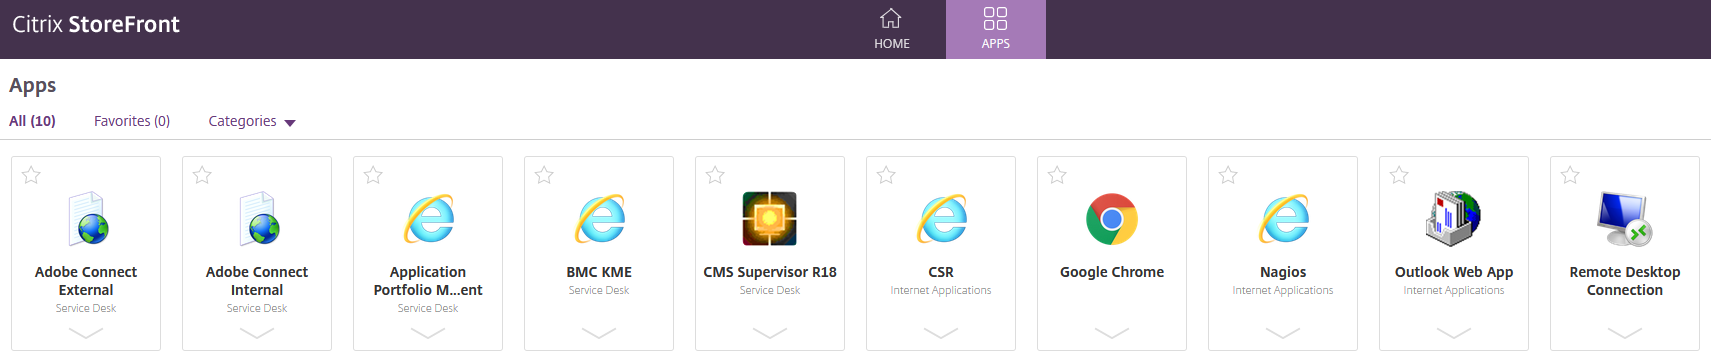 Citrix StoreFront
HOME
APPS
Apps
All (10)
Favorites (0)
Categories
Adobe Connect
External
Service Desk
Adobe Connect
Internal
Service Desk
Application
Portfolio M...ent
Service Desk
BMC KME
Service Desk
CMS Supervisor R18
Service Desk
CSR
Internet Applications
Google Chrome
Nagios
Internet Applications
Outlook Web App
Internet Applications
Remote Desktop
Connection